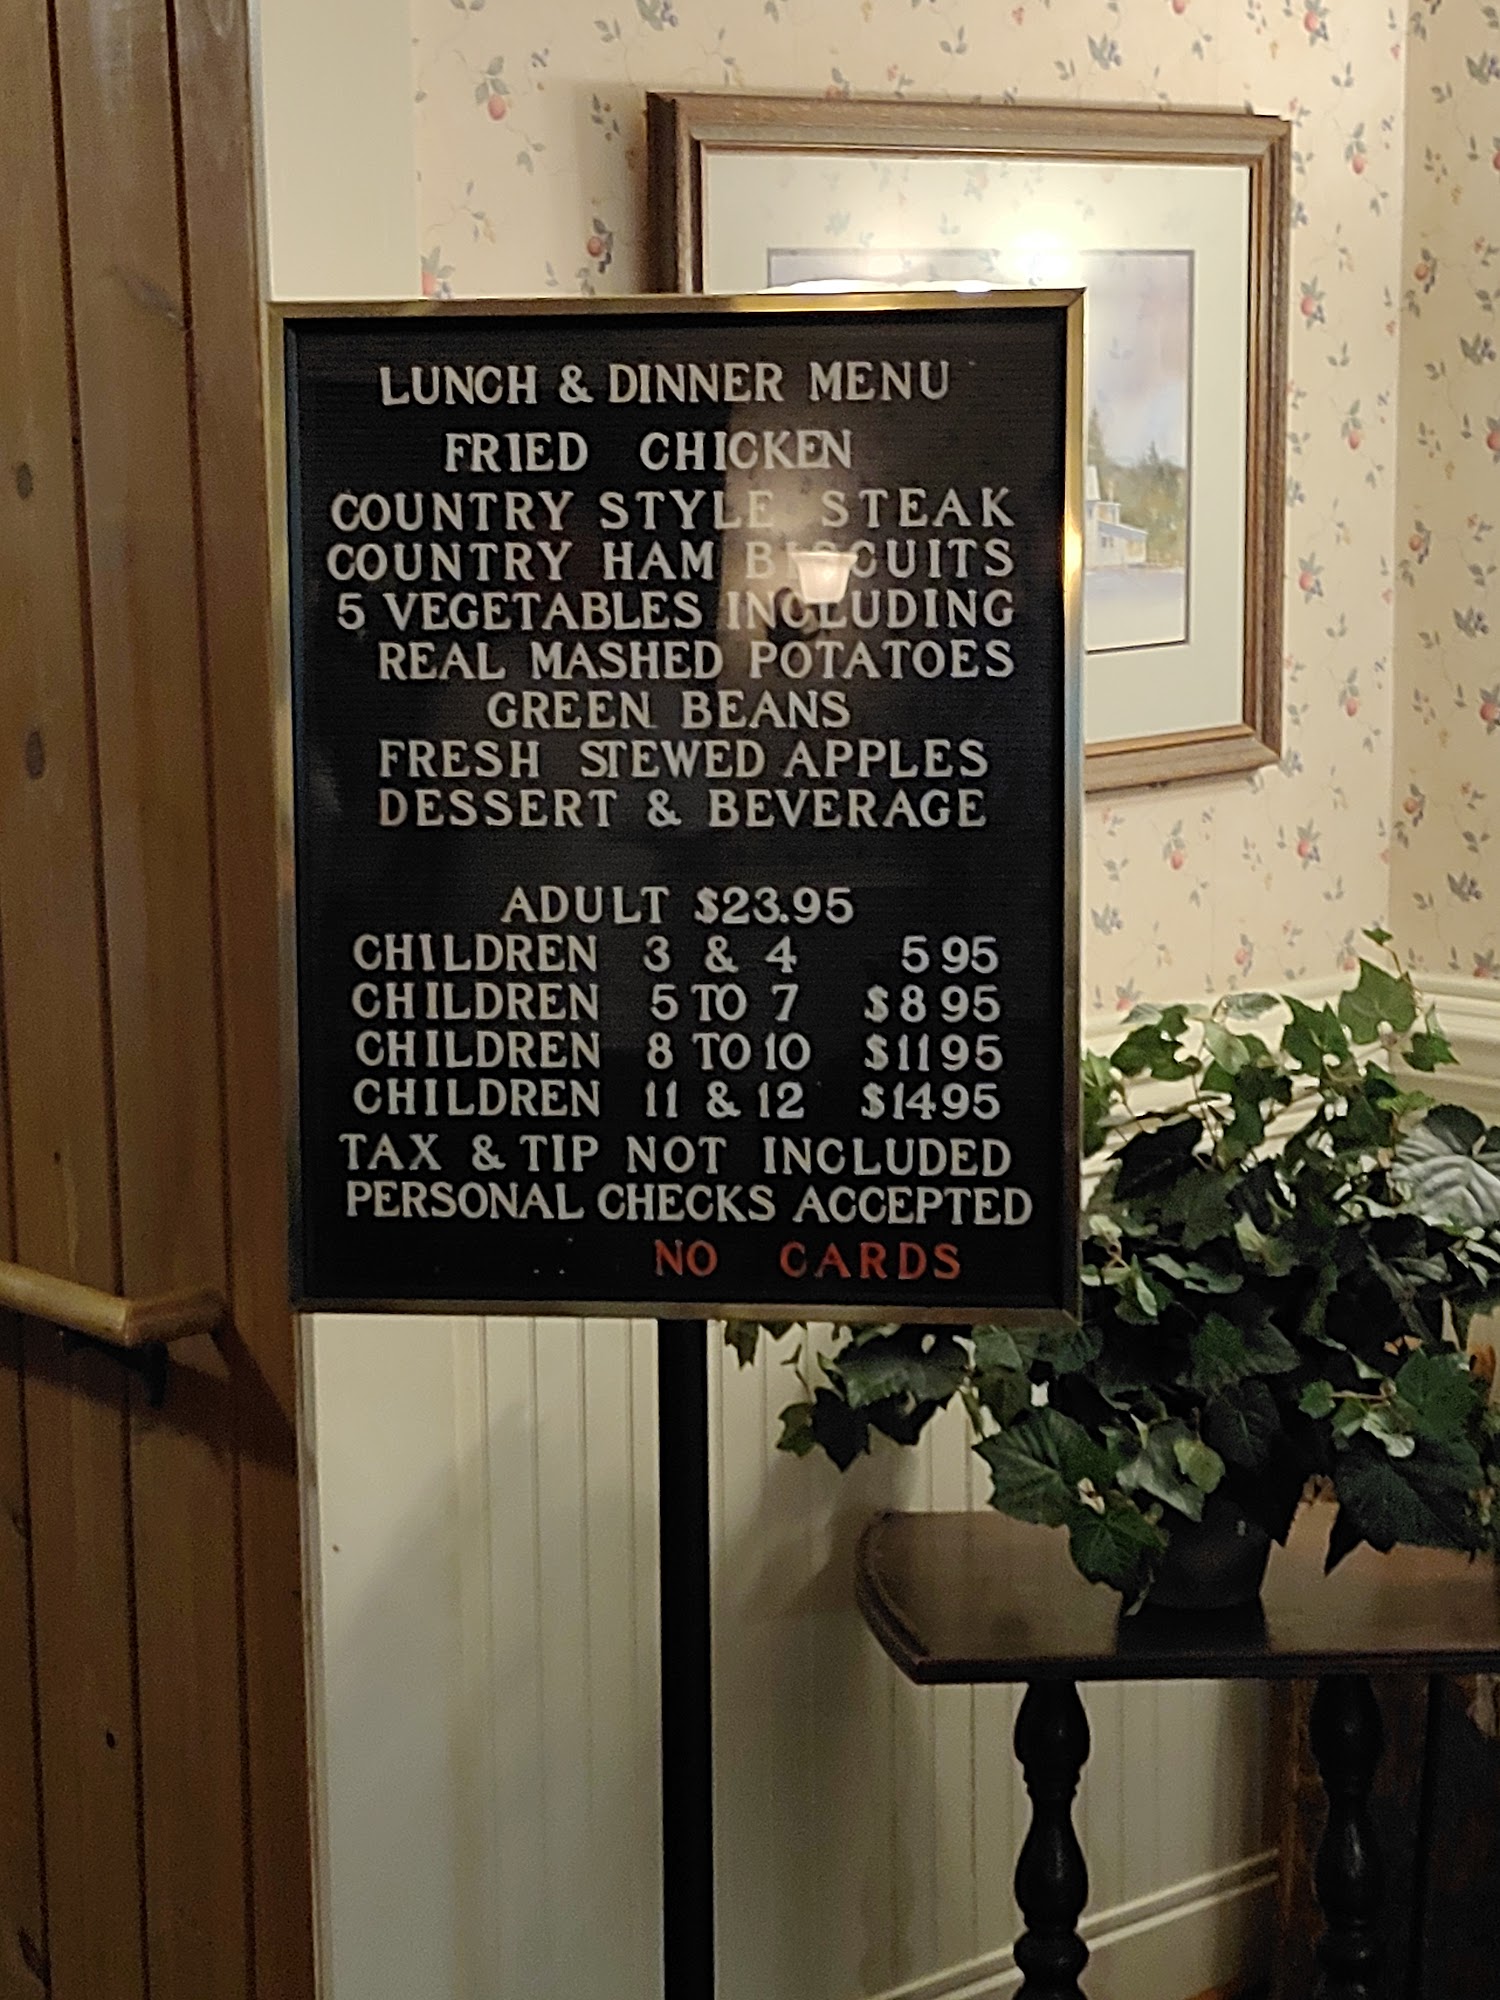 LUNCH & DINNER MENU
FRIED CHICKEN
COUNTRY STYLE STEAK
COUNTRY HAM BISCUITS
5 VEGETABLES INCLUDING
REAL MASHED POTATOES
GREEN BEANS
FRESH STEWED APPLES
DESSERT & BEVERAGE
ADULT $23.95
CHILDREN 3 & 4 5 95
CHILDREN 5 TO 7 $8 95
CHILDREN 8 TO 10 $11 95
CHILDREN 11 & 12 $14 95
TAX & TIP NOT INCLUDED
PERSONAL CHECKS ACCEPTED
NO CARDS